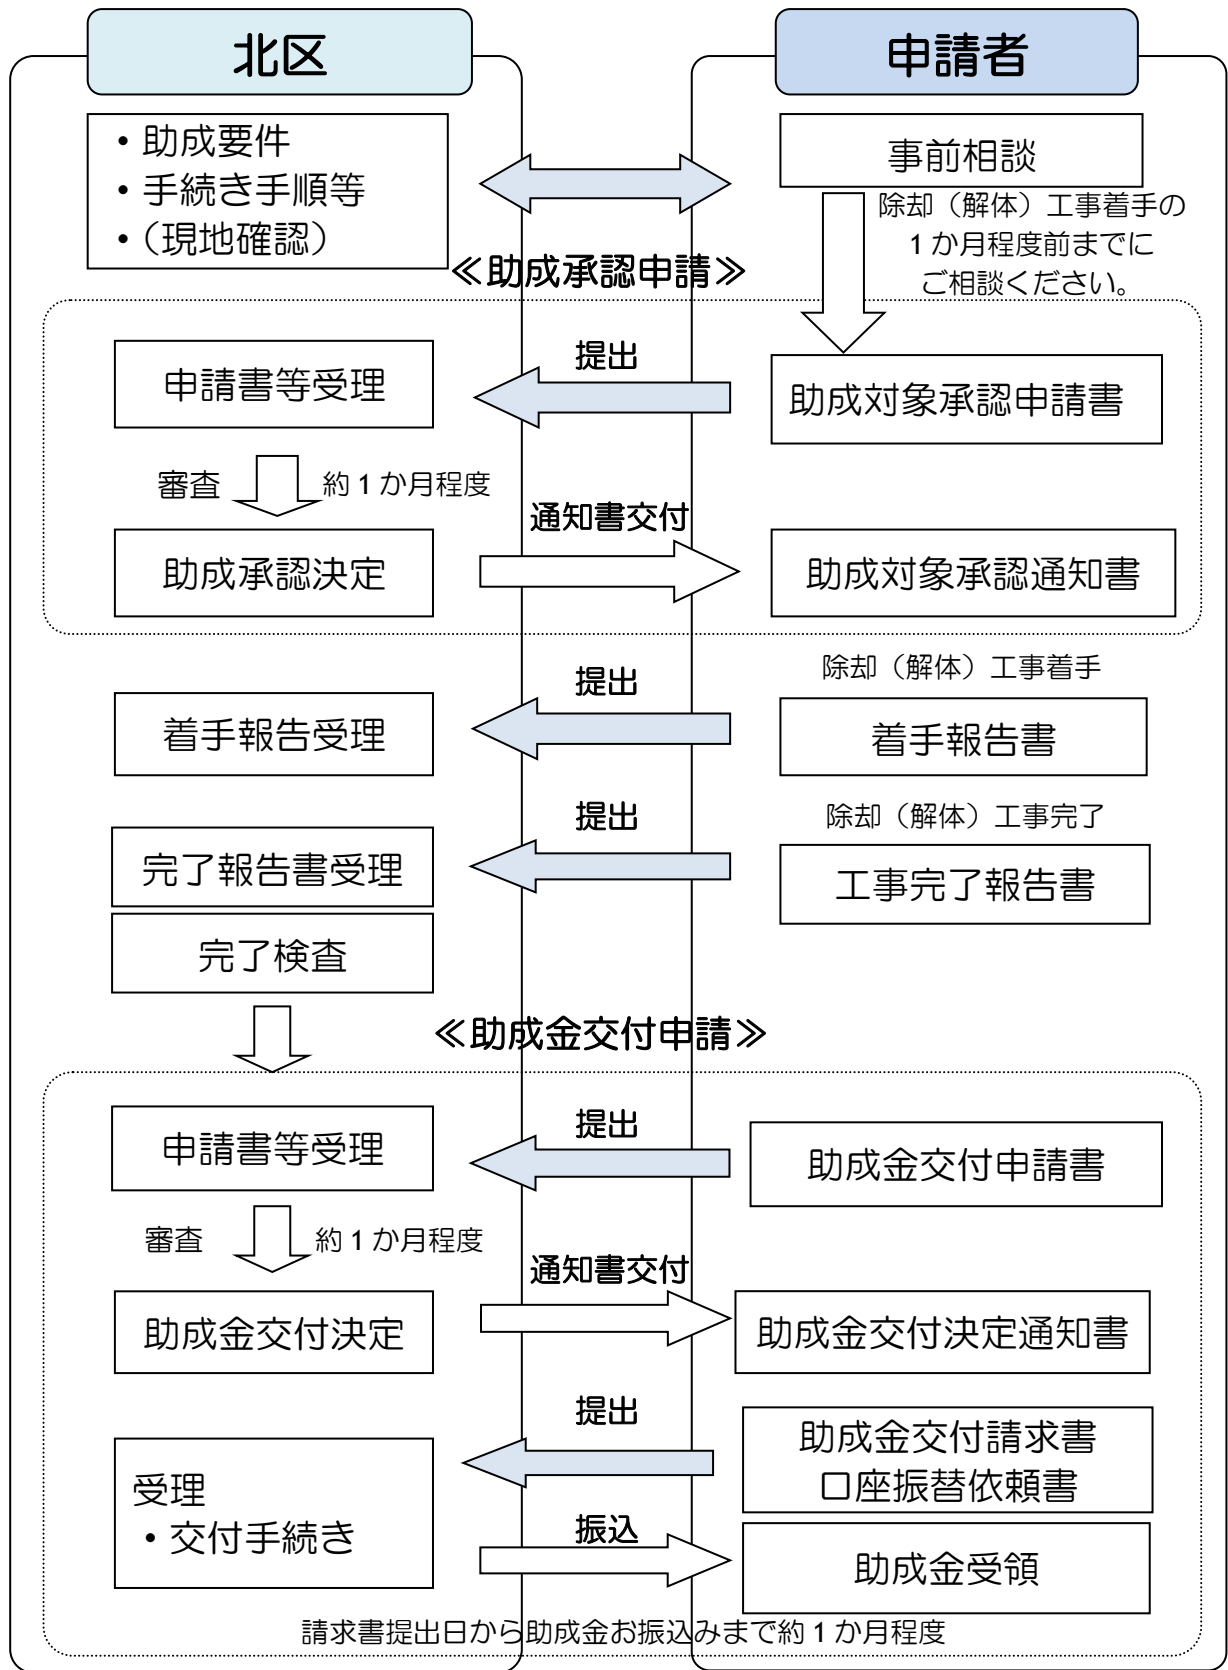 北区
申請者
・助成要件
・手続き手順等
・（現地確認）
事前相談
除却（解体）工事着手の
1か月程度前までに
ご相談ください。
≪助成承認申請≫
申請書等受理
提出
助成対象承認申請書
審査
約1か月程度
助成承認決定
通知書交付
助成対象承認通知書
除却（解体）工事着手
着手報告受理
提出
着手報告書
除却（解体）工事完了
完了報告書受理
提出
工事完了報告書
完了検査
≪助成金交付申請≫
申請書等受理
提出
助成金交付申請書
審査
約1か月程度
助成金交付決定
通知書交付
助成金交付決定通知書
提出
助成金交付請求書
口座振替依頼書
受理
・交付手続き
振込
助成金受領
請求書提出日から助成金お振込みまで約1か月程度